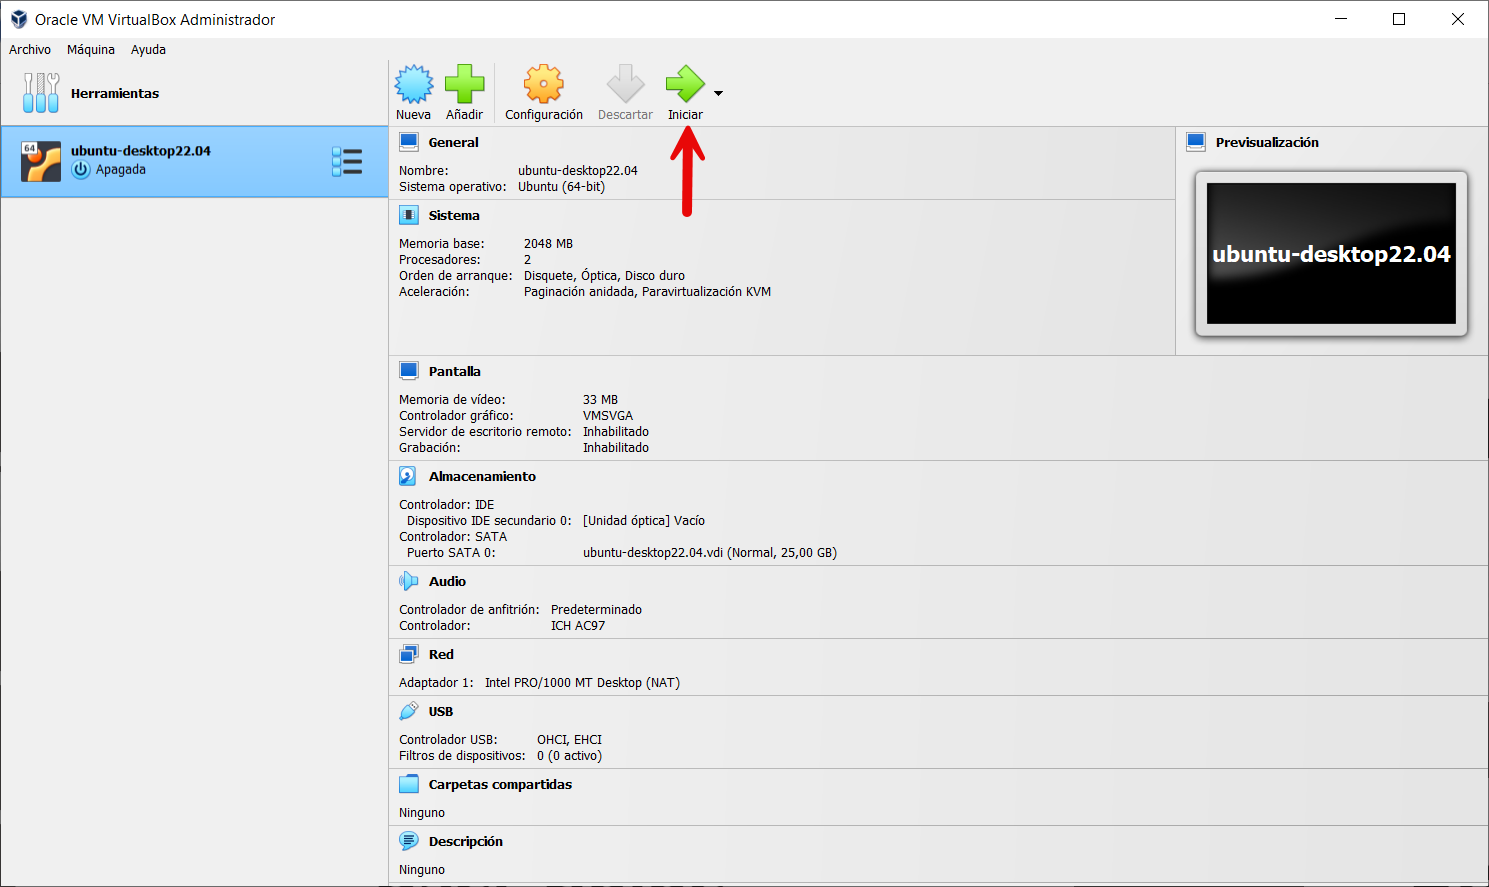 Oracle VM VirtualBox Administrador
Archivo Máquina Ayuda
Herramientas
64
ubuntu-desktop22.04
Apagada
Nueva Añadir Configuración Descartar Iniciar
General
Nombre: ubuntu-desktop22.04
Sistema operativo: Ubuntu (64-bit)
Sistema
Memoria base: 2048 MB
Procesadores: 2
Orden de arranque: Disquete, Óptica, Disco duro
Aceleración: Paginación anidada, Paravirtualización KVM
Previsualización
ubuntu-desktop22.04
Pantalla
Memoria de vídeo: 33 MB
Controlador gráfico: VMSVGA
Servidor de escritorio remoto: Inhabilitado
Grabación: Inhabilitado
Almacenamiento
Controlador: IDE
Dispositivo IDE secundario 0: [Unidad óptica] Vacío
Controlador: SATA
Puerto SATA 0: ubuntu-desktop22.04.vdi (Normal, 25,00 GB)
Audio
Controlador de anfitrión: Predeterminado
Controlador: ICH AC97
Red
Adaptador 1: Intel PRO/1000 MT Desktop (NAT)
USB
Controlador USB: OHCI, EHCI
Filtros de dispositivos: 0 (0 activo)
Carpetas compartidas
Ninguno
Descripción
Ninguno